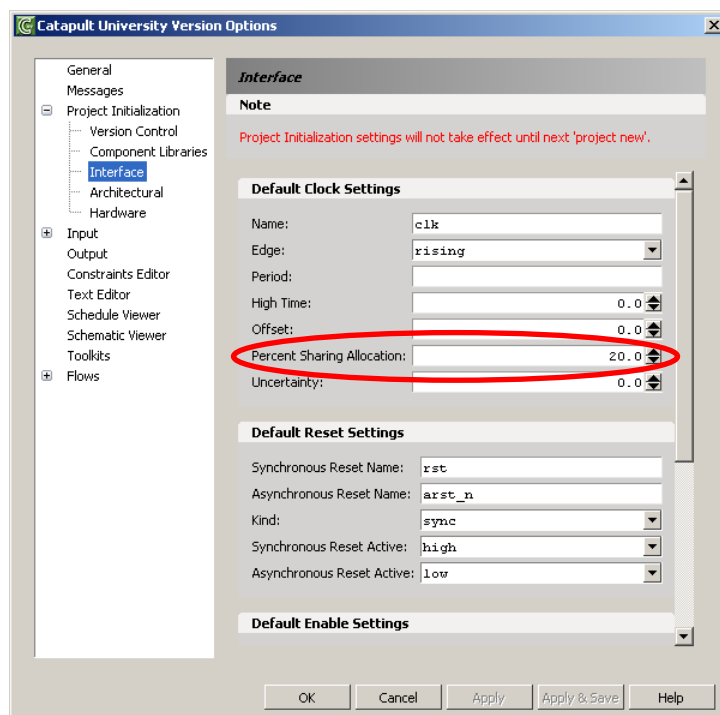 Catapult University Version Options
General
Messages
Project Initialization
Version Control
Component Libraries
Interface
Architectural
Hardware
Input
Output
Constraints Editor
Text Editor
Schedule Viewer
Schematic Viewer
Toolkits
Flows
Interface
Note
Project Initialization settings will not take effect until next 'project new'.
Default Clock Settings
Name: clk
Edge: rising
Period:
High Time: 0.0
Offset: 0.0
Percent Sharing Allocation: 20.0
Uncertainty: 0.0
Default Reset Settings
Synchronous Reset Name: rst
Asynchronous Reset Name: arst_n
Kind: sync
Synchronous Reset Active: high
Asynchronous Reset Active: low
Default Enable Settings
OK Cancel Apply Apply & Save Help